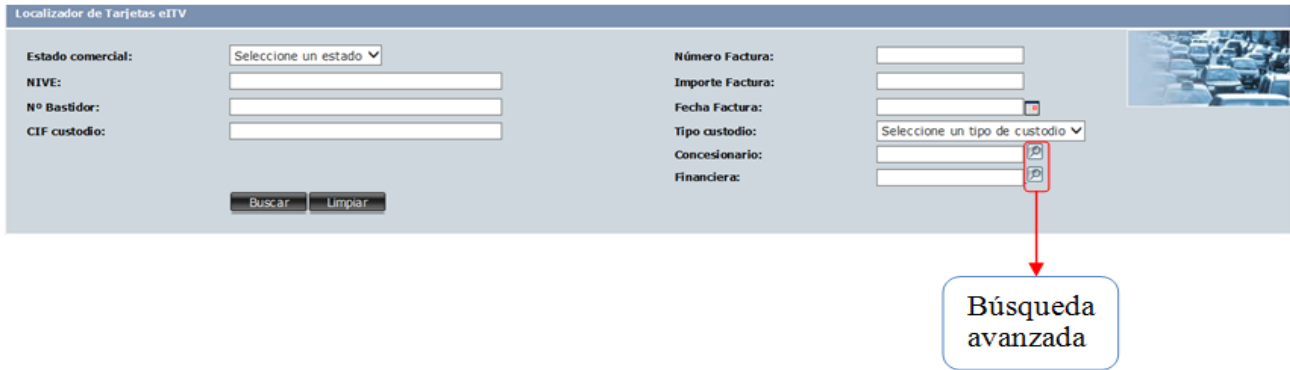 Localizador de Tarjetas eITV
Estado comercial: Seleccione un estado
NIVE:
Nº Bastidor:
CIF custodio:
Número Factura:
Importe Factura:
Fecha Factura:
Tipo custodio: Seleccione un tipo de custodio
Concesionario:
Financiera:
Buscar Limpiar
Búsqueda
avanzada